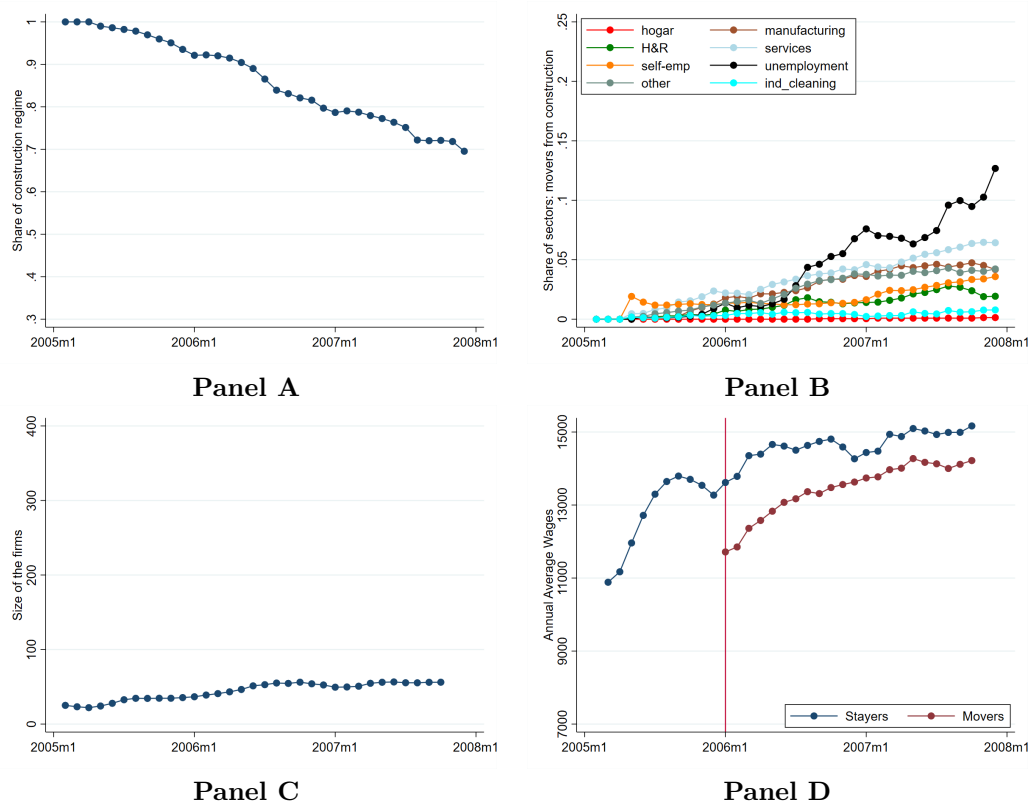 Share of construction regime
1
.9
.8
.7
.6
.5
.4
.3
2005m1 2006m1 2007m1 2008m1
Panel A
Share of sectors: movers from construction
.25
.2
.15
.1
.05
0
hogar manufacturing
H&R services
self-emp unemployment
other ind_cleaning
2005m1 2006m1 2007m1 2008m1
Panel B
Size of the firms
400
300
200
100
0
2005m1 2006m1 2007m1 2008m1
Panel C
Annual Average Wages
15000
13000
11000
9000
7000
Stayers Movers
2005m1 2006m1 2007m1 2008m1
Panel D